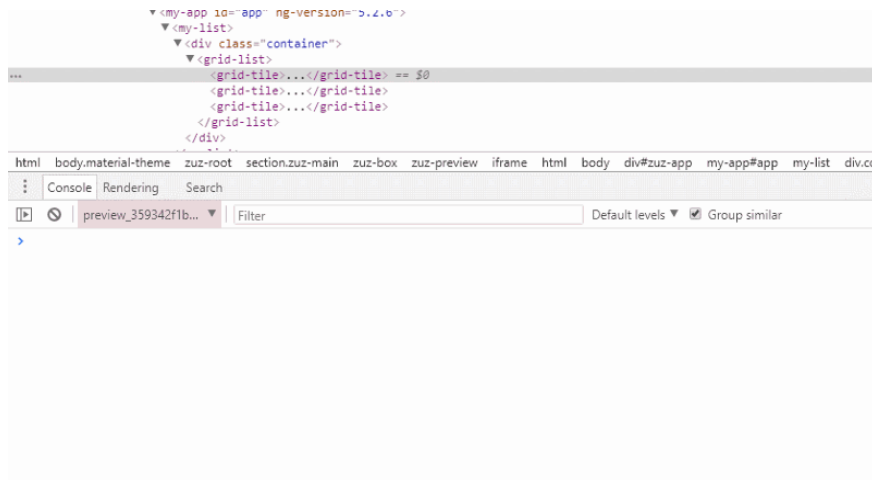 ▼<my-app id="app" ng-version="5.2.6">
▼<my-list>
▼<div class="container">
▼<grid-list>
... <grid-tile>...</grid-tile> == $0
<grid-tile>...</grid-tile>
<grid-tile>...</grid-tile>
</grid-list>
</div>
html body.material-theme zuz-root section.zuz-main zuz-box zuz-preview iframe html body div#zuz-app my-app#app my-list div.co
Console Rendering Search
preview_359342f1b... ▼ Filter Default levels ▼ Group similar
>